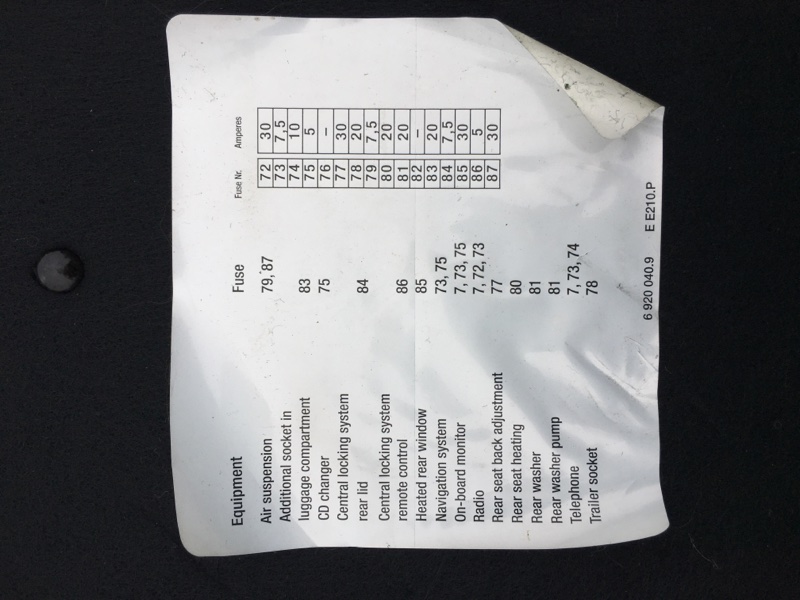 Equipment Fuse Fuse Nr. Amperes
Air suspension 79, 87
Additional socket in
luggage compartment 83
CD changer 75
Central locking system
rear lid 84
Central locking system
remote control 86
Heated rear window 85
Navigation system 73, 75
On-board monitor 7, 73, 75
Radio 7, 72, 73
Rear seat back adjustment 77
Rear seat heating 80
Rear washer 81
Rear washer pump 81
Telephone 7, 73, 74
Trailer socket 78
72 30
73 7,5
74 10
75 5
76 –
77 30
78 20
79 7,5
80 20
81 20
82 –
83 20
84 7,5
85 30
86 5
87 30
6 920 040.9 E E210.P